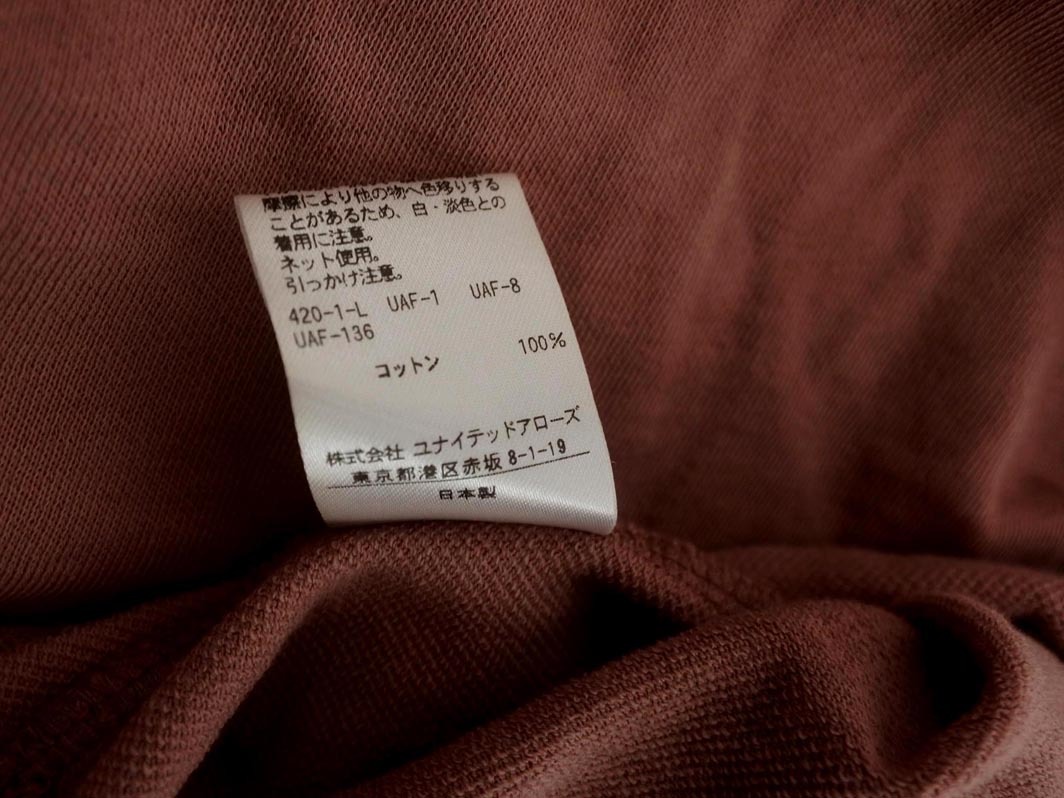 摩擦により他の物へ色移りする
ことがあるため、白・淡色との
着用に注意。
ネット使用。
引っかけ注意。
420-1-L UAF-1 UAF-8
UAF-136
コットン 100%
株式会社 ユナイテッドアローズ
東京都港区赤坂 8-1-19
日本製